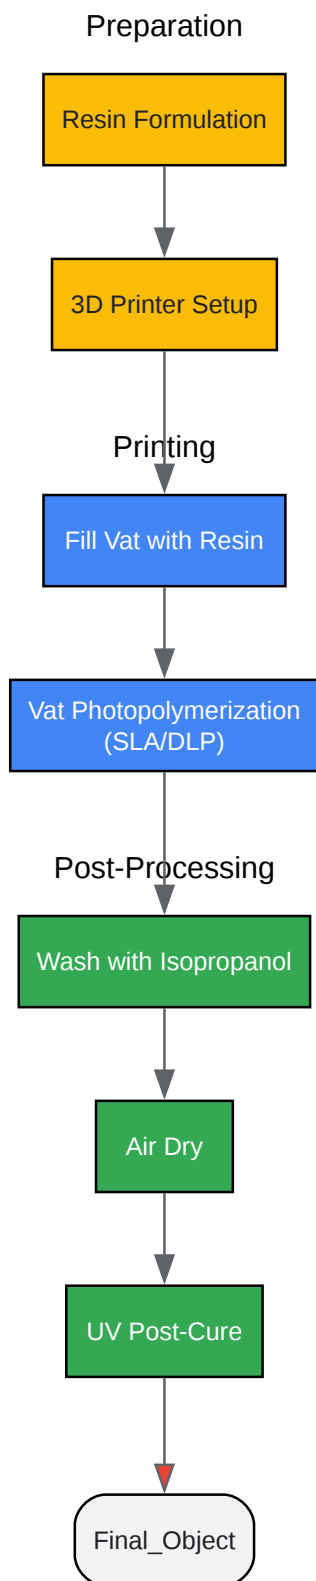 Preparation
Resin Formulation
3D Printer Setup
Printing
Fill Vat with Resin
Vat Photopolymerization
(SLA/DLP)
Post-Processing
Wash with Isopropanol
Air Dry
UV Post-Cure
Final_Object